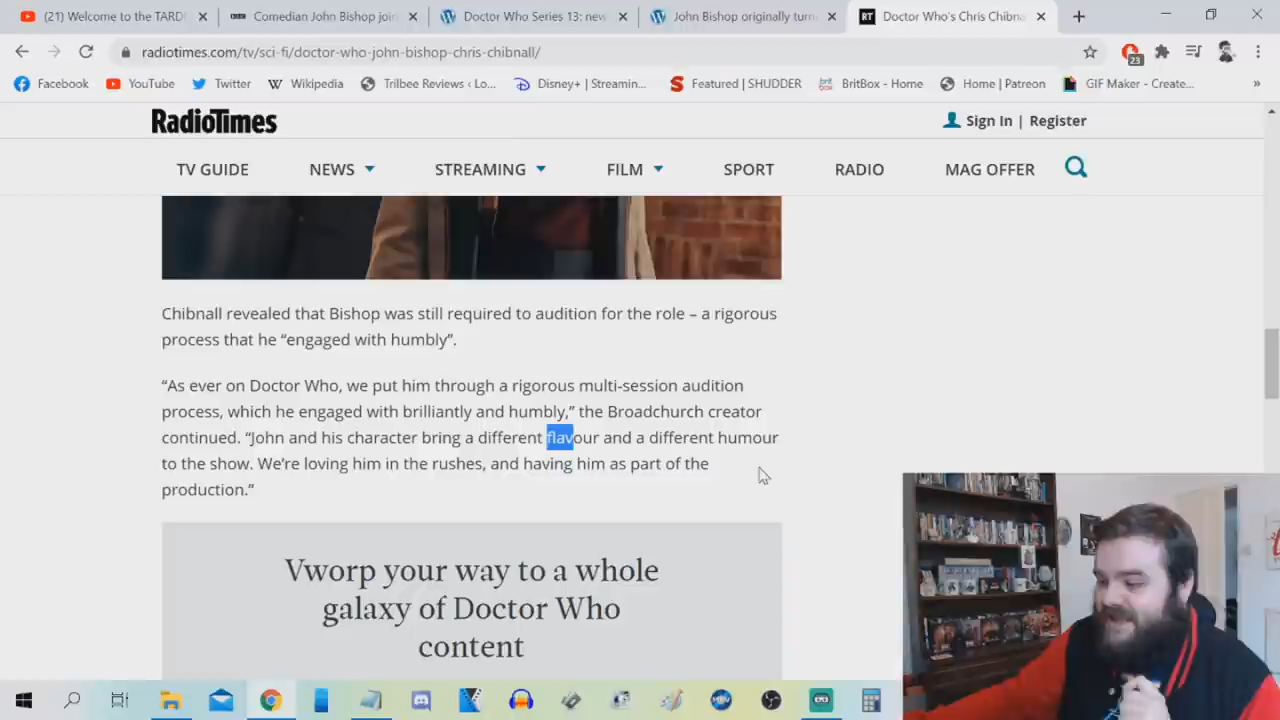 (21) Welcome to the TARD
Comedian John Bishop joi
Doctor Who Series 13: new
John Bishop originally turn
RT Doctor Who's Chris Chibna
radiotimes.com/tv/sci-fi/doctor-who-john-bishop-chris-chibnall/
23
Facebook
YouTube
Twitter
Wikipedia
Trilbee Reviews ‹ Lo...
Disney+ | Streamin...
Featured | SHUDDER
britbox BritBox - Home
Home | Patreon
GIF Maker - Create...
»
RadioTimes
Sign In | Register
TV GUIDE
NEWS
STREAMING
FILM
SPORT
RADIO
MAG OFFER
Chibnall revealed that Bishop was still required to audition for the role – a rigorous
process that he “engaged with humbly”.
“As ever on Doctor Who, we put him through a rigorous multi-session audition
process, which he engaged with brilliantly and humbly,” the Broadchurch creator
continued. “John and his character bring a different flavour and a different humour
to the show. We’re loving him in the rushes, and having him as part of the
production.”
Vworp your way to a whole
galaxy of Doctor Who
content